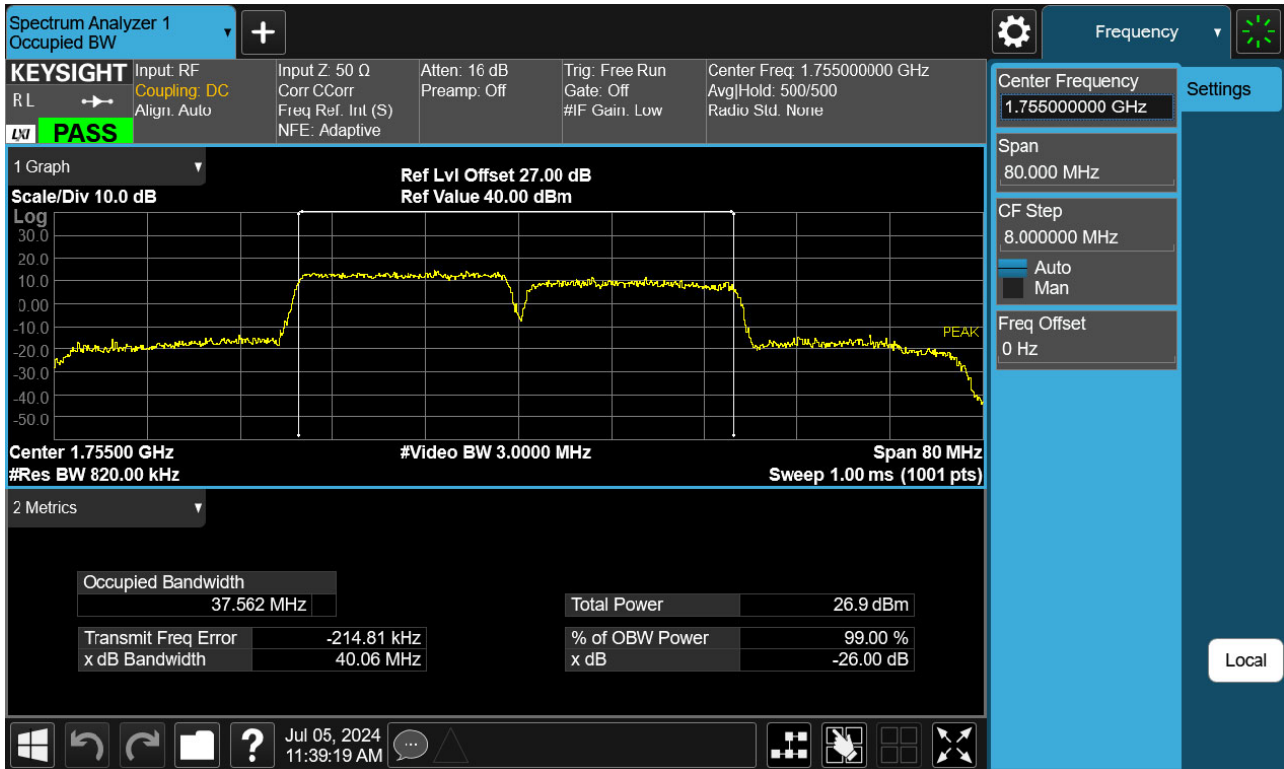 Spectrum Analyzer 1
Occupied BW
+
Frequency
KEYSIGHT
R L
LXI
PASS
Input: RF
Coupling: DC
Align: Auto
Input Z: 50 Ω
Corr CCorr
Freq Ref: Int (S)
NFE: Adaptive
Atten: 16 dB
Preamp: Off
Trig: Free Run
Gate: Off
#IF Gain: Low
Center Freq: 1.755000000 GHz
Avg|Hold: 500/500
Radio Std: None
Center Frequency
1.755000000 GHz
Settings
Span
80.000 MHz
CF Step
8.000000 MHz
Auto
Man
Freq Offset
0 Hz
Local
1 Graph
Scale/Div 10.0 dB
Ref Lvl Offset 27.00 dB
Ref Value 40.00 dBm
Log
30.0
20.0
10.0
0.00
-10.0
-20.0
-30.0
-40.0
-50.0
PEAK
Center 1.75500 GHz
#Video BW 3.0000 MHz
Span 80 MHz
#Res BW 820.00 kHz
Sweep 1.00 ms (1001 pts)
2 Metrics
Occupied Bandwidth
37.562 MHz
Total Power 26.9 dBm
Transmit Freq Error -214.81 kHz
% of OBW Power 99.00 %
x dB Bandwidth 40.06 MHz
x dB -26.00 dB
?
Jul 05, 2024
11:39:19 AM